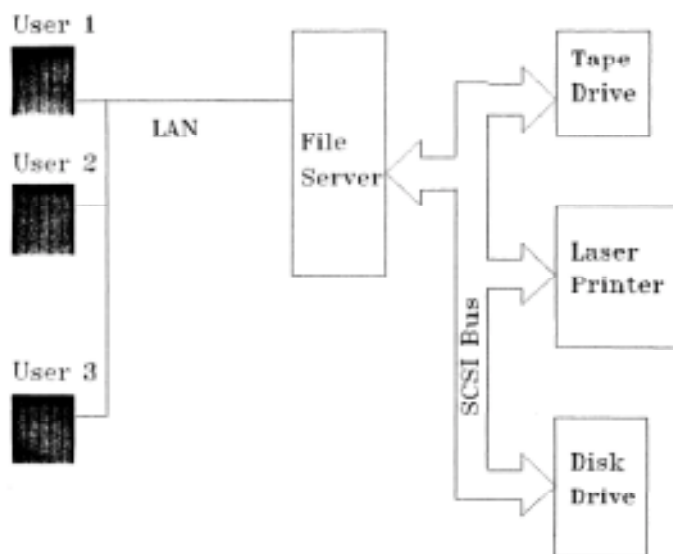 User 1
LAN
User 2
User 3
File
Server
SCSI Bus
Tape
Drive
Laser
Printer
Disk
Drive